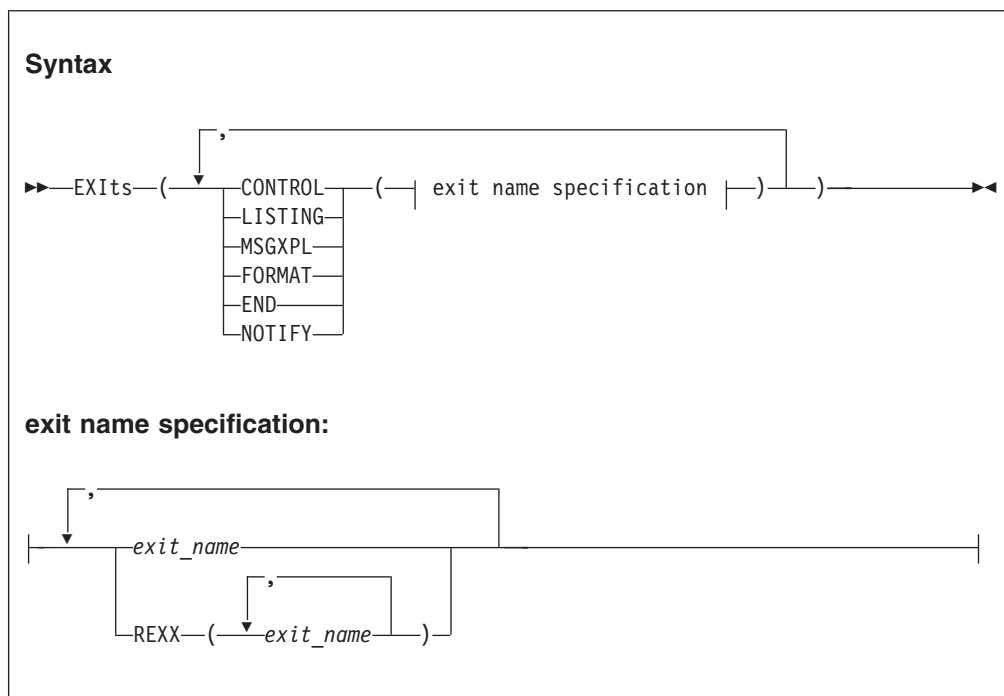 Syntax
,
EXIts ( CONTROL ( exit name specification ) )
LISTING
MSGXPL
FORMAT
END
NOTIFY
exit name specification:
,
exit_name
,
REXX ( exit_name )